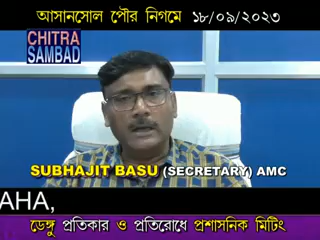 আসানসোল পৌর নিগমে ১৮/০৯/২০২৩
CHITRA
SAMBAD
SUBHAJIT BASU (SECRETARY) AMC
AHA,
ডেঙ্গু প্রতিকার ও প্রতিরোধে প্রশাসনিক মিটিং